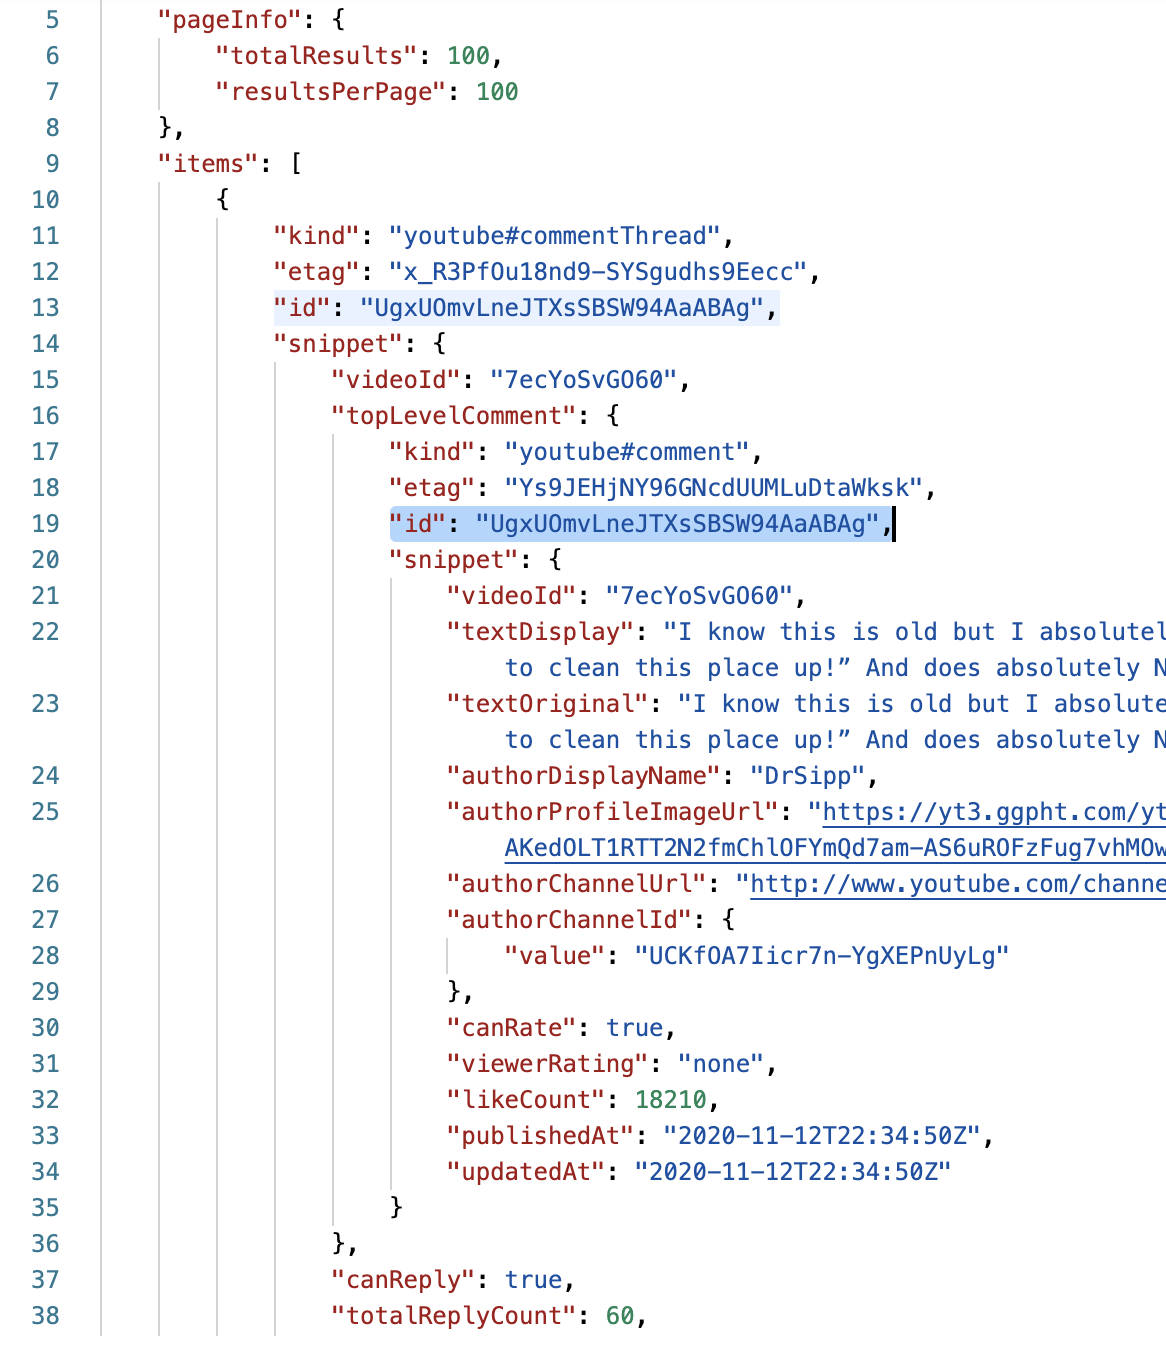 5 "pageInfo": {
6 "totalResults": 100,
7 "resultsPerPage": 100
8 },
9 "items": [
10 {
11 "kind": "youtube#commentThread",
12 "etag": "x_R3PfOu18nd9-SYSgudhs9Eecc",
13 "id": "UgxUOmvLneJTXsSBSW94AaABAg",
14 "snippet": {
15 "videoId": "7ecYoSvGO60",
16 "topLevelComment": {
17 "kind": "youtube#comment",
18 "etag": "Ys9JEHjNY96GNcdUUMLuDtaWksk",
19 "id": "UgxUOmvLneJTXsSBSW94AaABAg",
20 "snippet": {
21 "videoId": "7ecYoSvGO60",
22 "textDisplay": "I know this is old but I absolutel
to clean this place up!” And does absolutely N
23 "textOriginal": "I know this is old but I absolute
to clean this place up!” And does absolutely N
24 "authorDisplayName": "DrSipp",
25 "authorProfileImageUrl": "https://yt3.ggpht.com/yt
AKedOLT1RTT2N2fmChlOFYmQd7am-AS6uROFzFug7vhMOw
26 "authorChannelUrl": "http://www.youtube.com/channe
27 "authorChannelId": {
28 "value": "UCKfOA7Iicr7n-YgXEPnUyLg"
29 },
30 "canRate": true,
31 "viewerRating": "none",
32 "likeCount": 18210,
33 "publishedAt": "2020-11-12T22:34:50Z",
34 "updatedAt": "2020-11-12T22:34:50Z"
35 }
36 },
37 "canReply": true,
38 "totalReplyCount": 60,